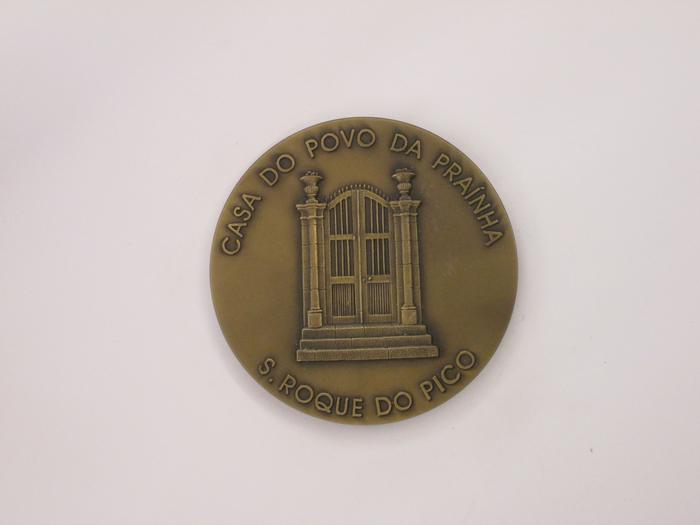 CASA DO POVO DA PRAÍNHA
S. ROQUE DO PICO